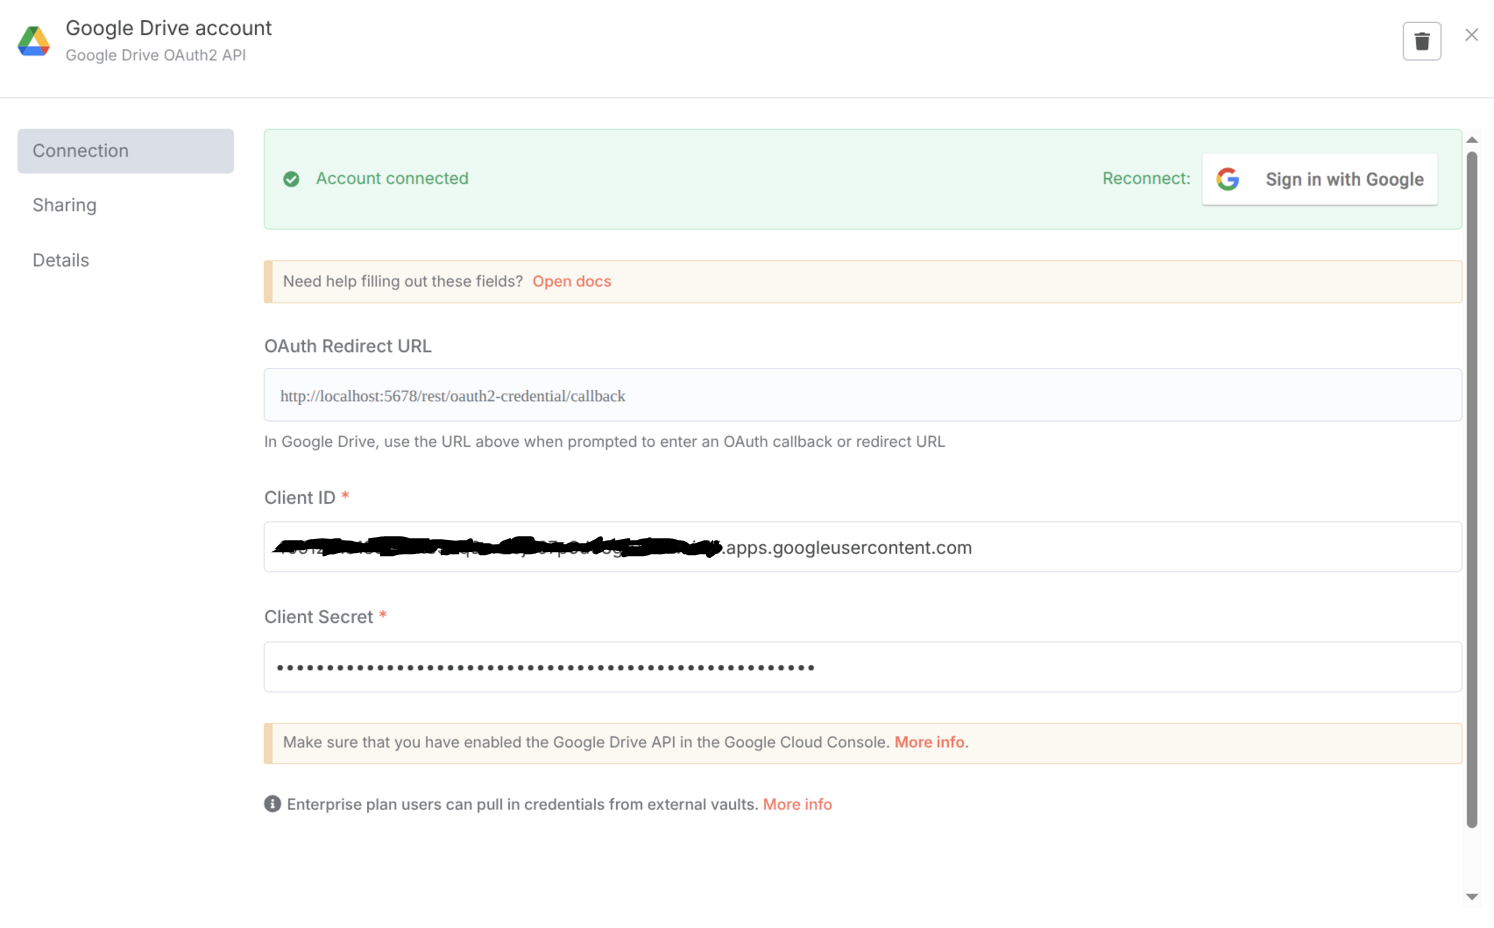 Google Drive account
Google Drive OAuth2 API
Connection
Sharing
Details
Account connected
Reconnect:
Sign in with Google
Need help filling out these fields? Open docs
OAuth Redirect URL
http://localhost:5678/rest/oauth2-credential/callback
In Google Drive, use the URL above when prompted to enter an OAuth callback or redirect URL
Client ID *
.apps.googleusercontent.com
Client Secret *
Make sure that you have enabled the Google Drive API in the Google Cloud Console. More info.
Enterprise plan users can pull in credentials from external vaults. More info